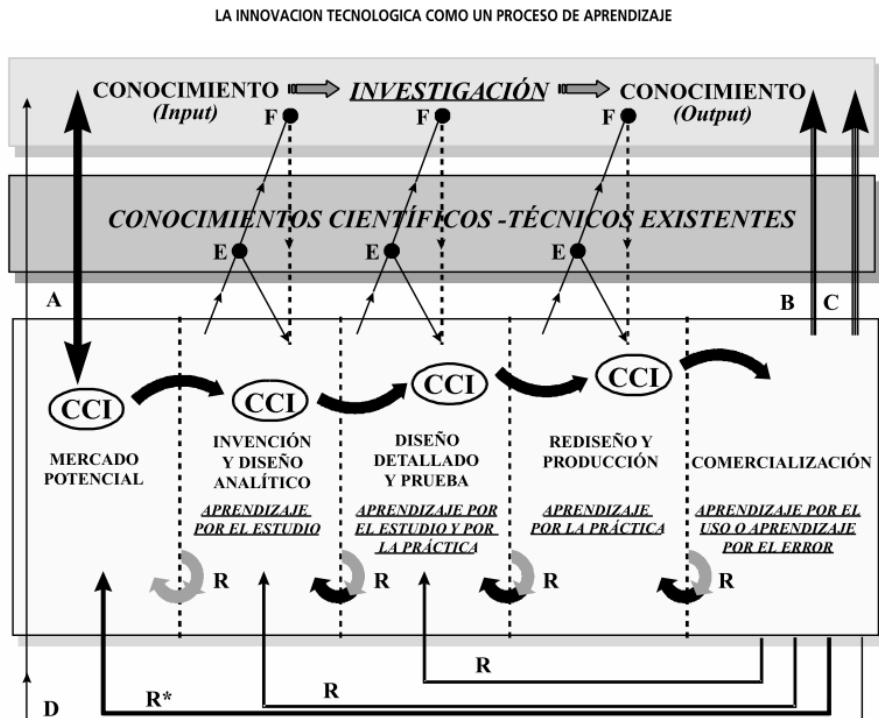 LA INNOVACION TECNOLOGICA COMO UN PROCESO DE APRENDIZAJE
CONOCIMIENTO
(Input)
INVESTIGACIÓN
CONOCIMIENTO
(Output)
F
F
F
CONOCIMIENTOS CIENTÍFICOS -TÉCNICOS EXISTENTES
E
E
E
A
B
C
CCI
CCI
CCI
CCI
MERCADO
POTENCIAL
INVENCIÓN
Y DISEÑO
ANALÍTICO
APRENDIZAJE
POR EL ESTUDIO
DISEÑO
DETALLADO
Y PRUEBA
APRENDIZAJE POR
EL ESTUDIO Y POR
LA PRÁCTICA
REDISEÑO Y
PRODUCCIÓN
APRENDIZAJE
POR LA PRÁCTICA
COMERCIALIZACIÓN
APRENDIZAJE POR EL
USO O APRENDIZAJE
POR EL ERROR
R
R
R
R
R
R
R*
D